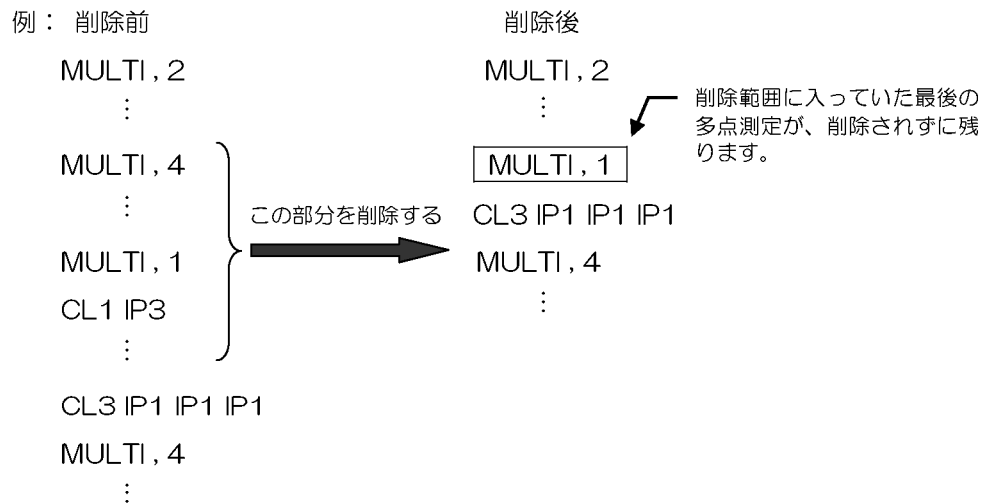 例： 削除前
MULTI , 2
⋮
MULTI , 4
⋮
MULTI , 1
CL1 IP3
⋮
CL3 IP1 IP1 IP1
MULTI , 4
⋮
この部分を削除する
削除後
MULTI , 2
⋮
MULTI , 1
CL3 IP1 IP1 IP1
MULTI , 4
⋮
削除範囲に入っていた最後の
多点測定が、削除されずに残
ります。